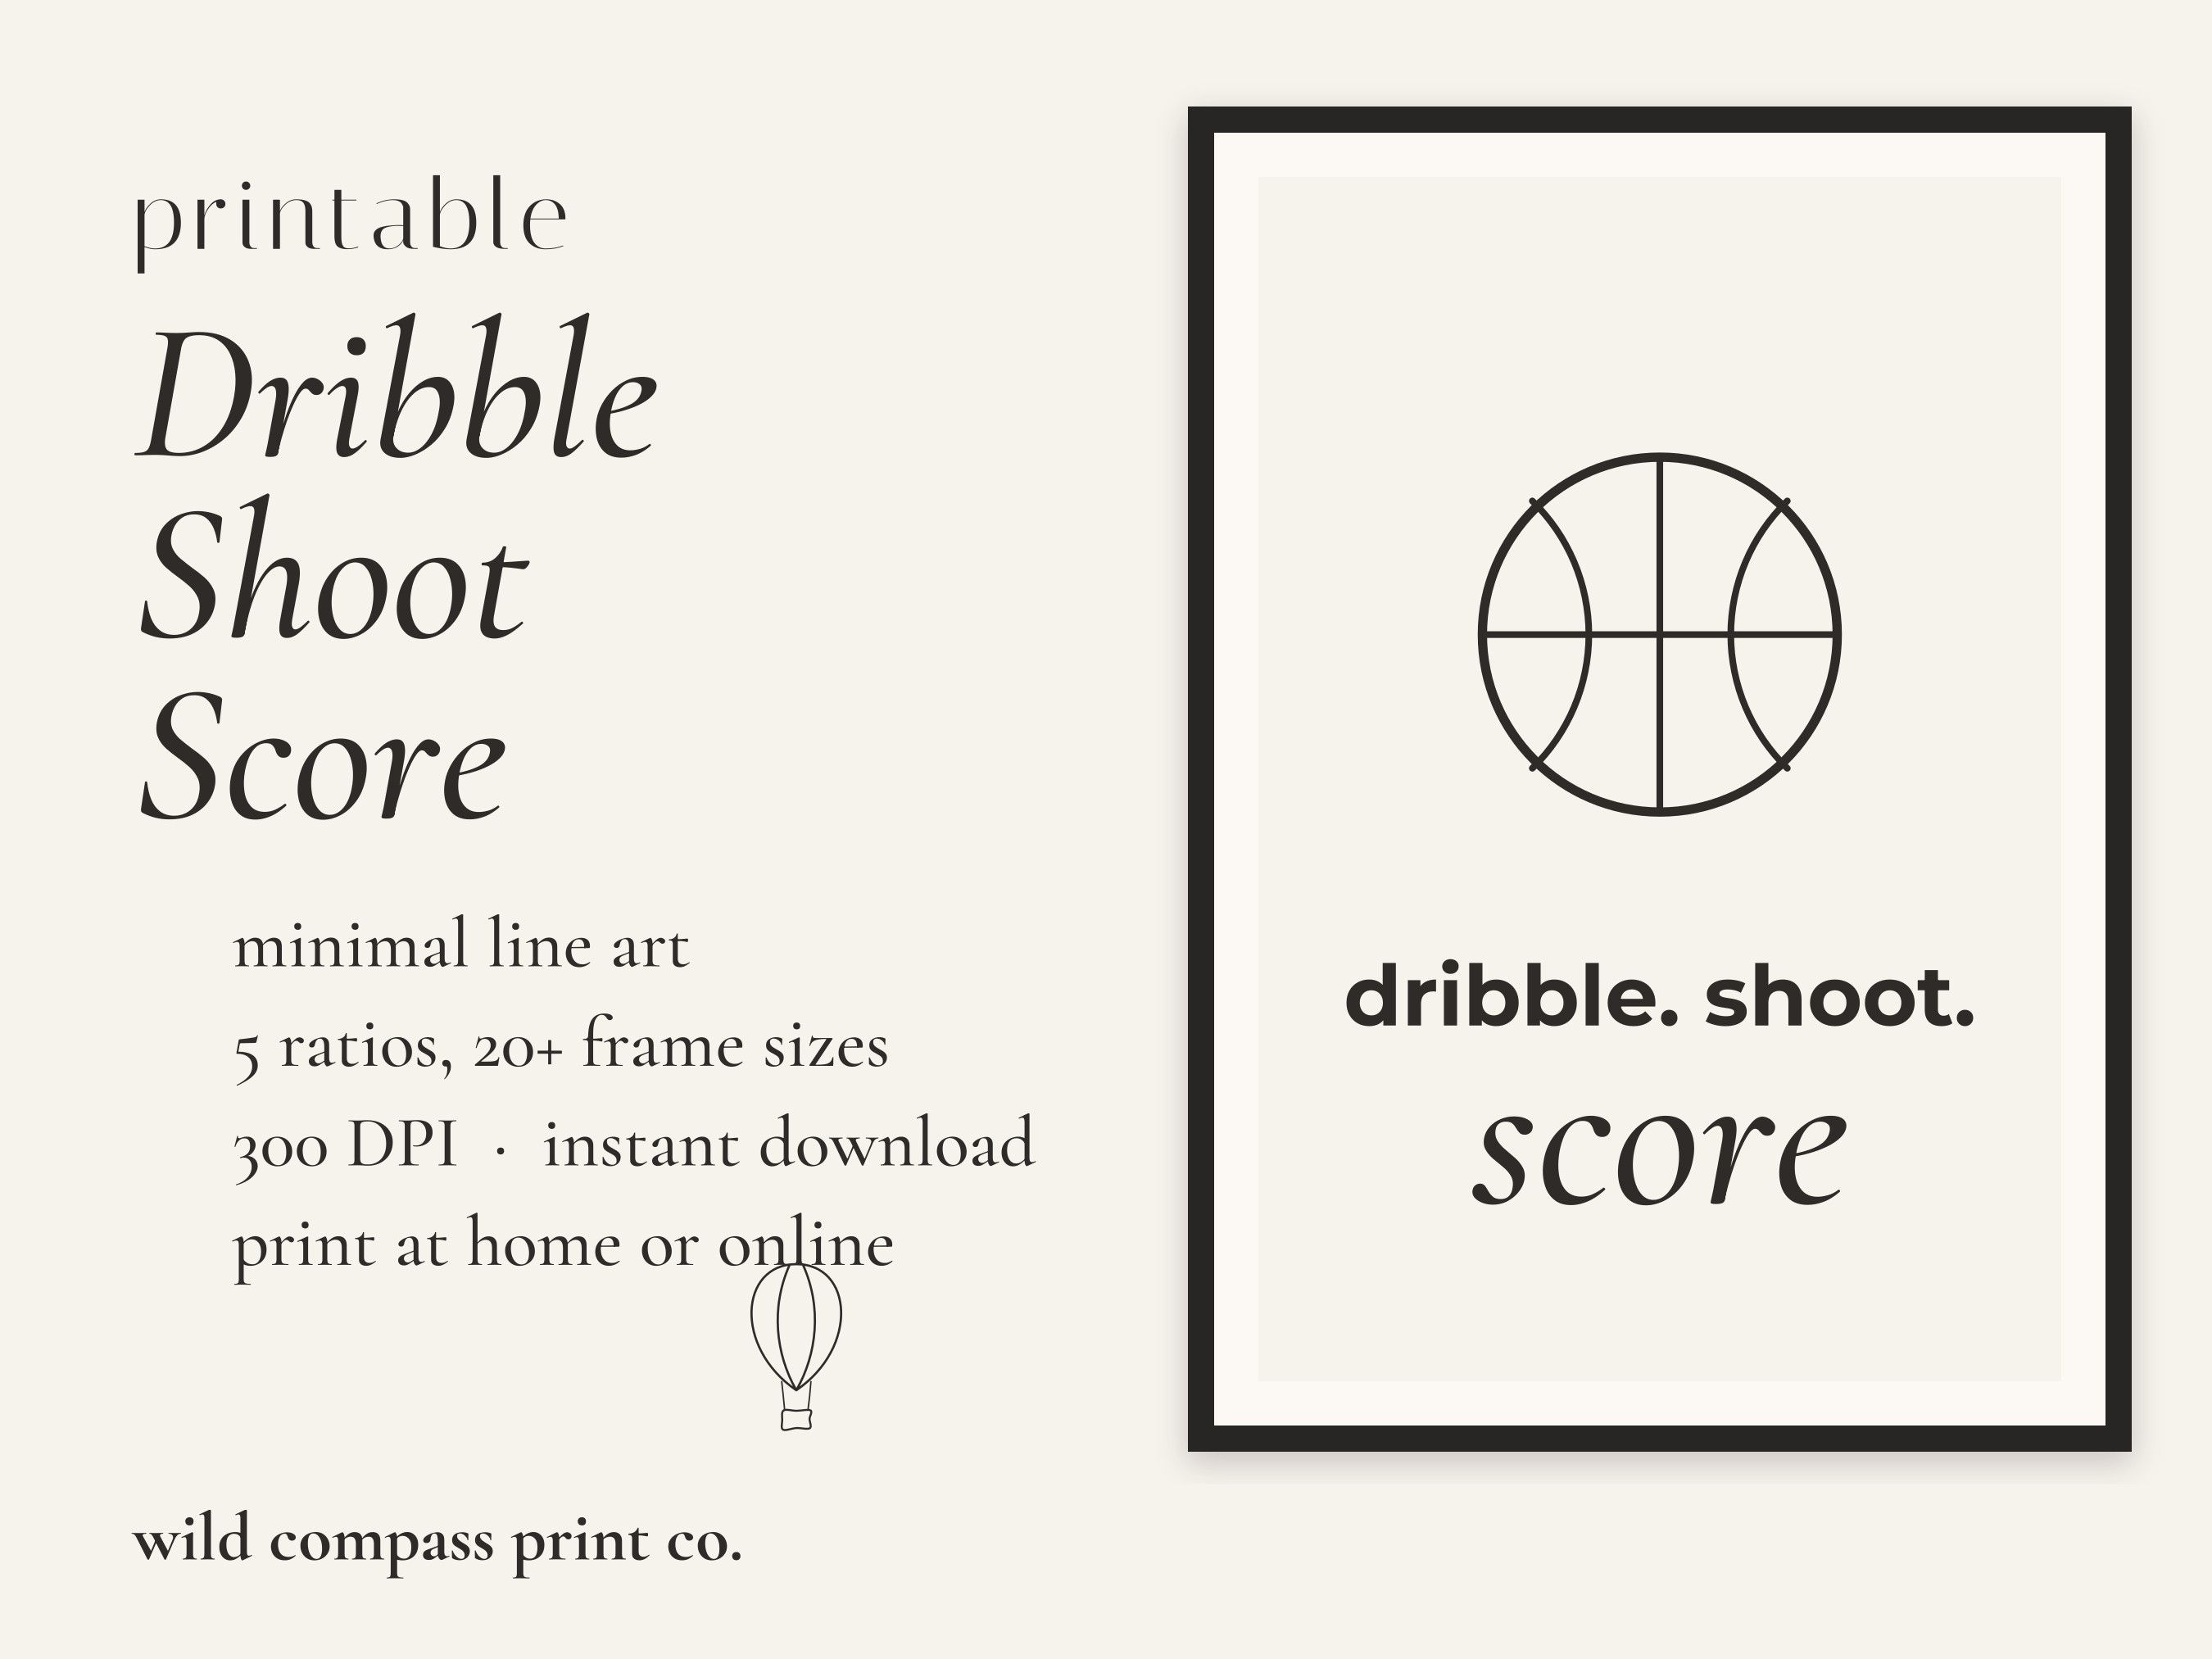 printable
Dribble
Shoot
Score
minimal line art
5 ratios, 20+ frame sizes
300 DPI · instant download
print at home or online
wild compass print co.
dribble. shoot.
score